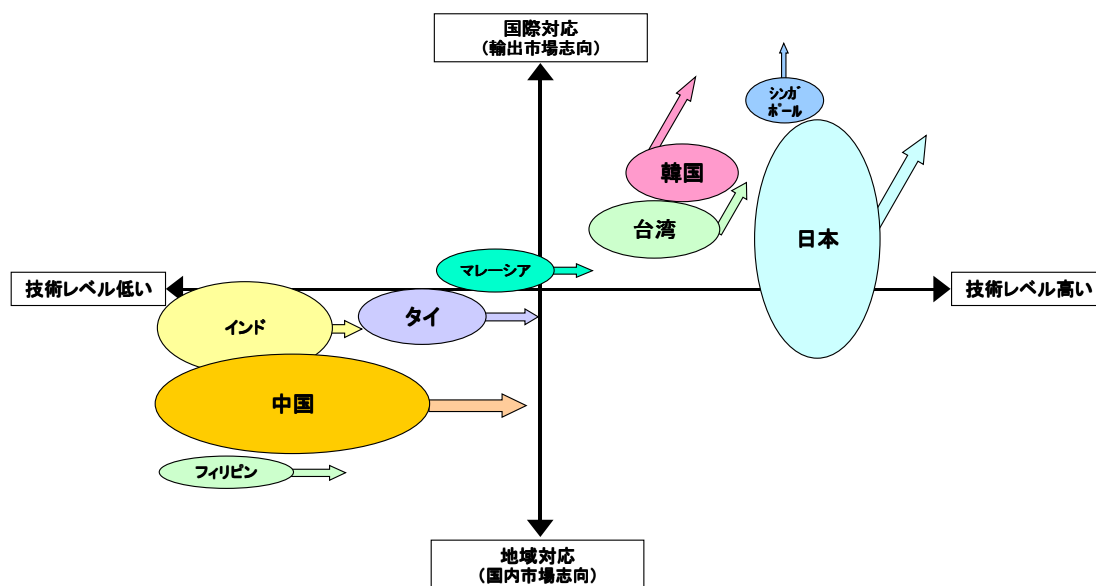 国際対応
(輸出市場志向)
シンガ
ポール
韓国
台湾
日本
マレーシア
技術レベル低い
技術レベル高い
インド
タイ
中国
フィリピン
地域対応
(国内市場志向)